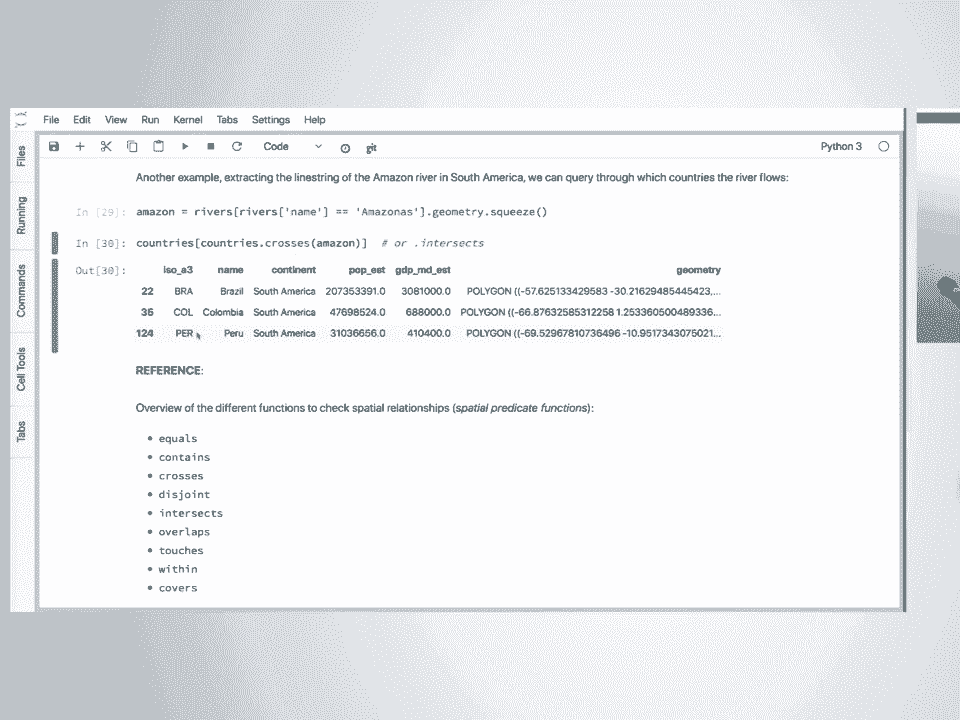 File Edit View Run Kernel Tabs Settings Help
Code git Python 3
Files
Running
Commands
Cell Tools
Tabs
Another example, extracting the linestring of the Amazon river in South America, we can query through which countries the river flows:
In [29]: amazon = rivers[rivers['name'] == 'Amazonas'].geometry.squeeze()
In [30]: countries[countries.crosses(amazon)]  # or .intersects
Out[30]: iso_a3 name continent pop_est gdp_md_est geometry
22 BRA Brazil South America 207353391.0 3081000.0 POLYGON ((-57.625133429583 -30.21629485445423,...
36 COL Colombia South America 47698524.0 688000.0 POLYGON ((-66.87632585312258 1.253360500489336...
124 PER Peru South America 31036656.0 410400.0 POLYGON ((-69.52967810736496 -10.9517343075021...
REFERENCE:
Overview of the different functions to check spatial relationships (spatial predicate functions):
• equals
• contains
• crosses
• disjoint
• intersects
• overlaps
• touches
• within
• covers